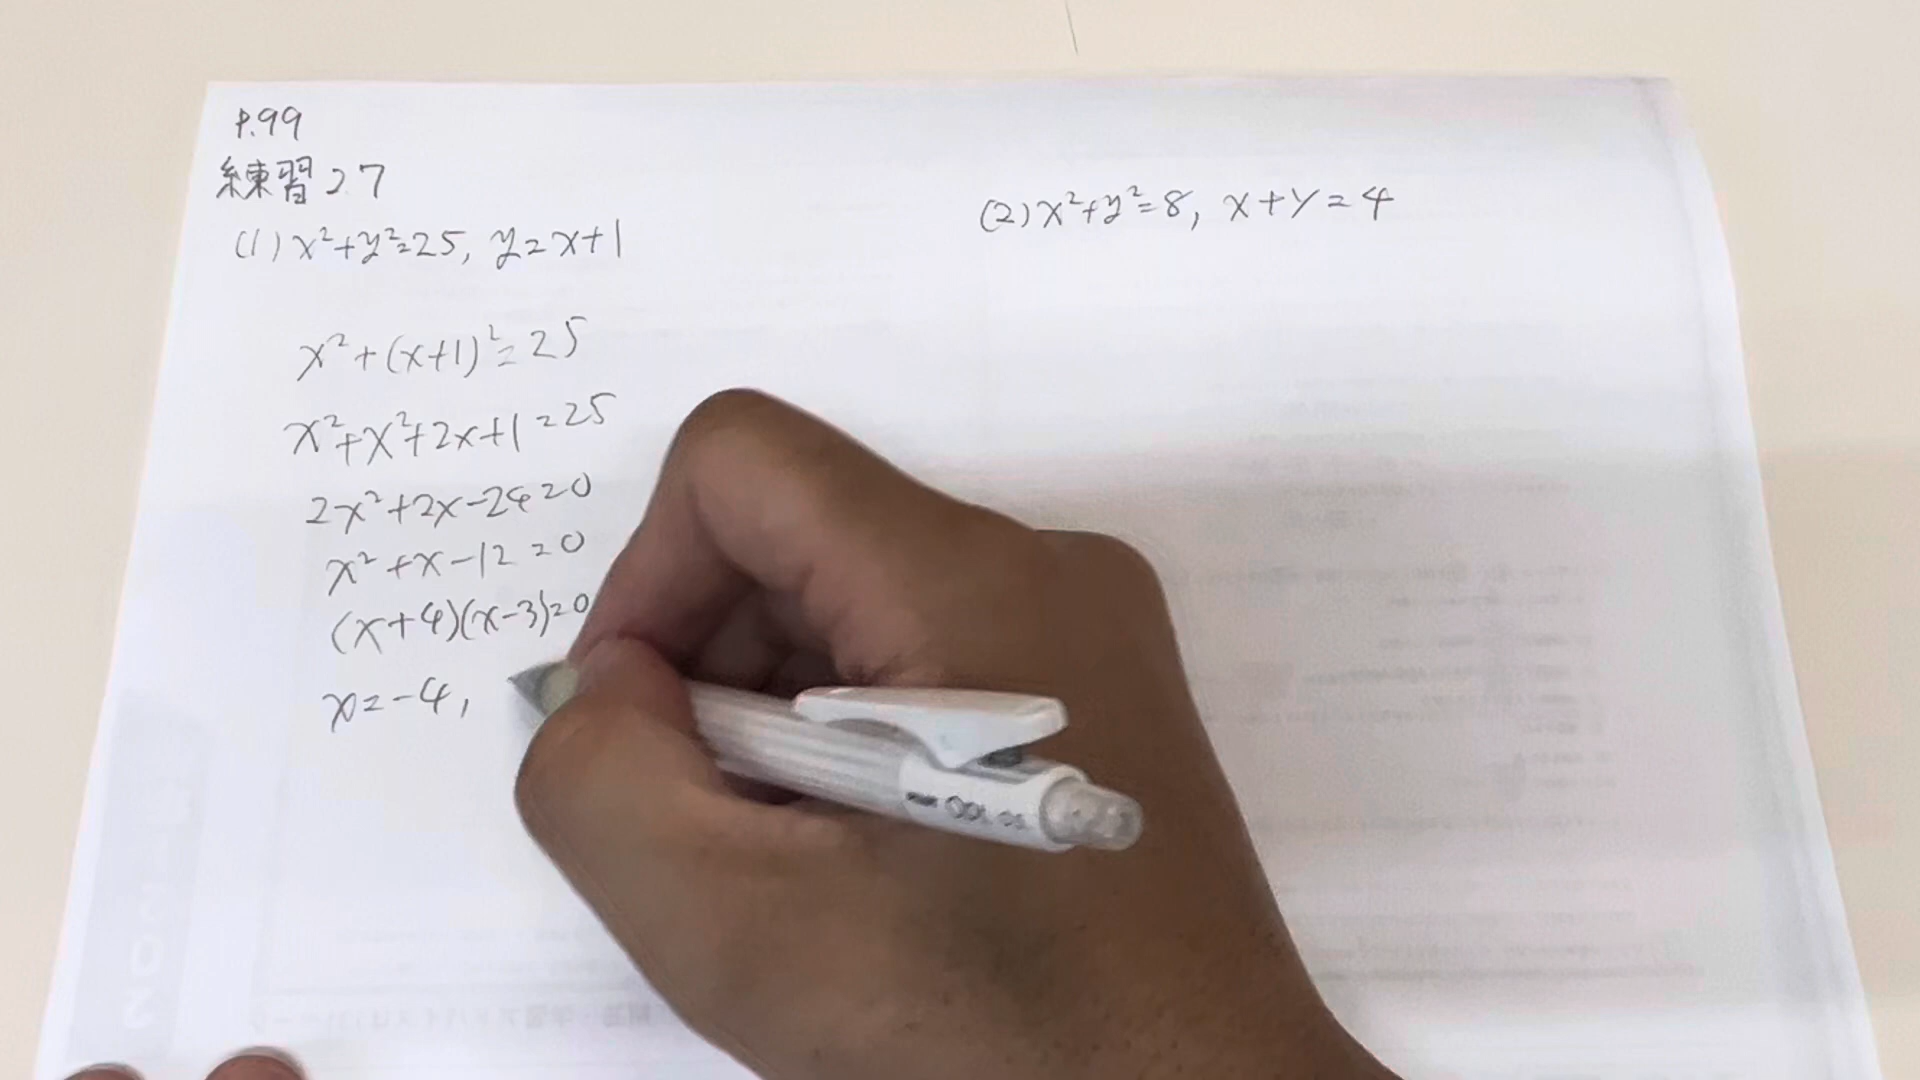 P.99
練習27
(1) x²+y²=25, y=x+1
x²+(x+1)²=25
x²+x²+2x+1=25
2x²+2x-24=0
x²+x-12=0
(x+4)(x-3)=0
x=-4,
(2) x²+y²=8, x+y=4